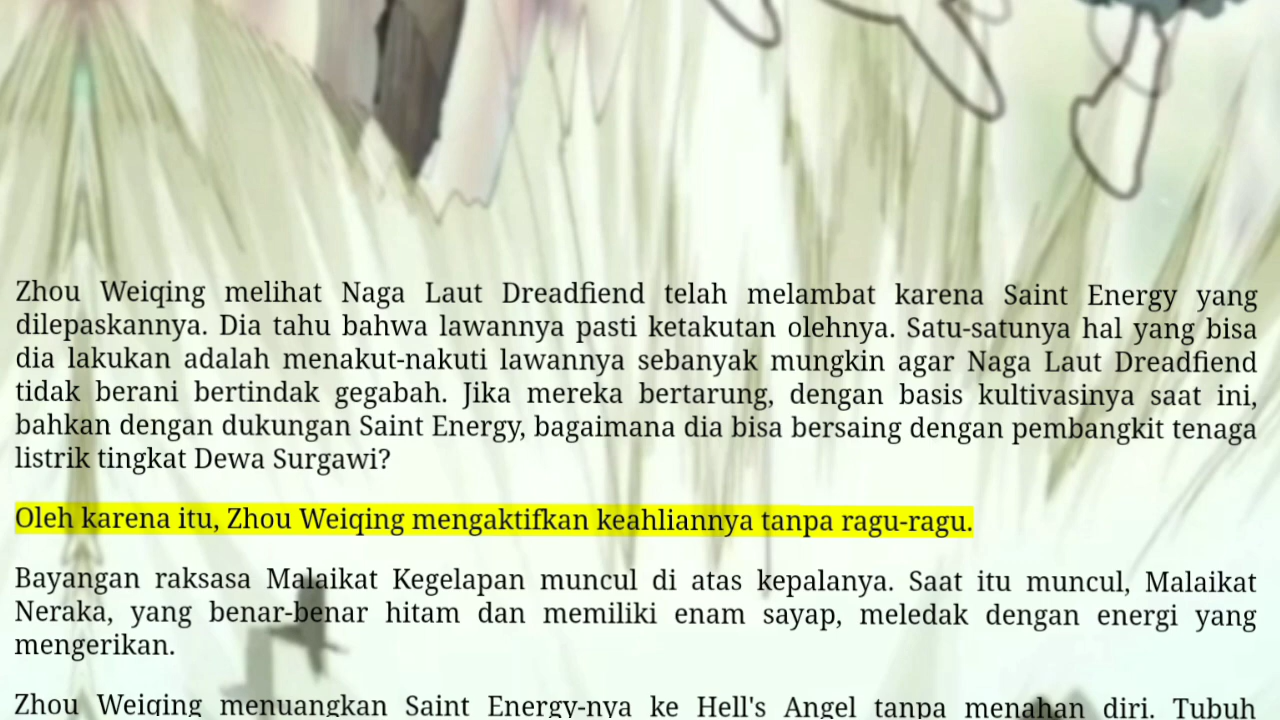 Zhou Weiqing melihat Naga Laut Dreadfiend telah melambat karena Saint Energy yang
dilepaskannya. Dia tahu bahwa lawannya pasti ketakutan olehnya. Satu-satunya hal yang bisa
dia lakukan adalah menakut-nakuti lawannya sebanyak mungkin agar Naga Laut Dreadfiend
tidak berani bertindak gegabah. Jika mereka bertarung, dengan basis kultivasinya saat ini,
bahkan dengan dukungan Saint Energy, bagaimana dia bisa bersaing dengan pembangkit tenaga
listrik tingkat Dewa Surgawi?
Oleh karena itu, Zhou Weiqing mengaktifkan keahliannya tanpa ragu-ragu.
Bayangan raksasa Malaikat Kegelapan muncul di atas kepalanya. Saat itu muncul, Malaikat
Neraka, yang benar-benar hitam dan memiliki enam sayap, meledak dengan energi yang
mengerikan.
Zhou Weiqing menuangkan Saint Energy-nya ke Hell's Angel tanpa menahan diri. Tubuh